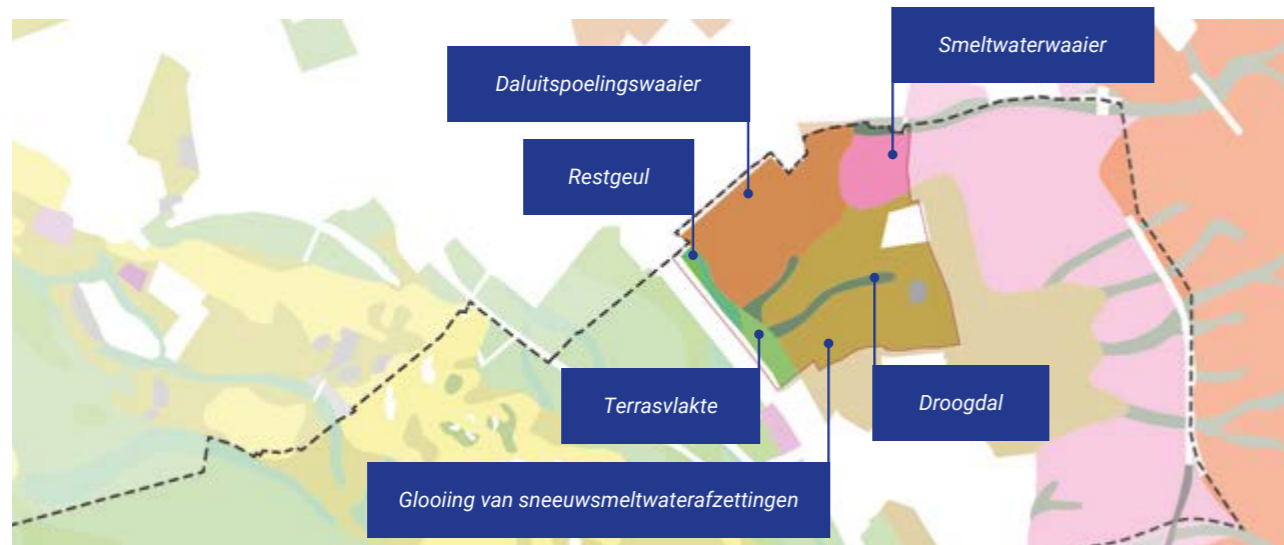 Smeltwaterwaaier
Daluitspoelingswaaier
Restgeul
Terrasvlakte
Droogdal
Glooiing van sneeuwsmeltwaterafzettingen